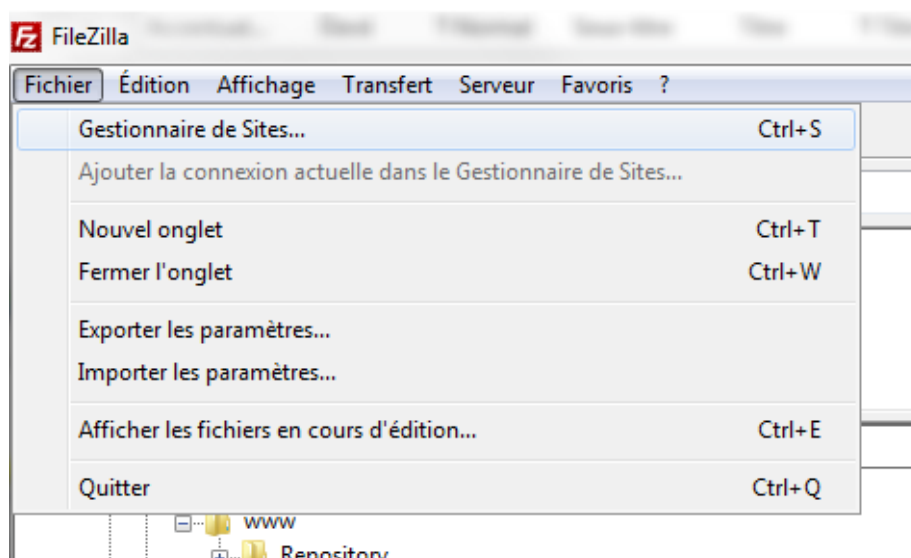 FileZilla
Fichier Édition Affichage Transfert Serveur Favoris ?
Gestionnaire de Sites... Ctrl+S
Ajouter la connexion actuelle dans le Gestionnaire de Sites...
Nouvel onglet Ctrl+T
Fermer l'onglet Ctrl+W
Exporter les paramètres...
Importer les paramètres...
Afficher les fichiers en cours d'édition... Ctrl+E
Quitter Ctrl+Q
www
Repository